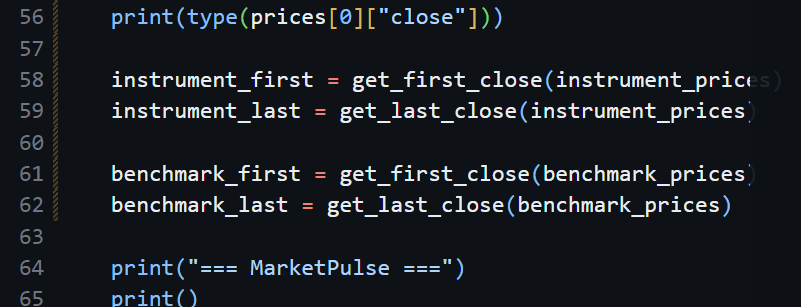 56 print(type(prices[0]["close"]))
57
58 instrument_first = get_first_close(instrument_prices)
59 instrument_last = get_last_close(instrument_prices)
60
61 benchmark_first = get_first_close(benchmark_prices)
62 benchmark_last = get_last_close(benchmark_prices)
63
64 print("=== MarketPulse ===")
65 print()